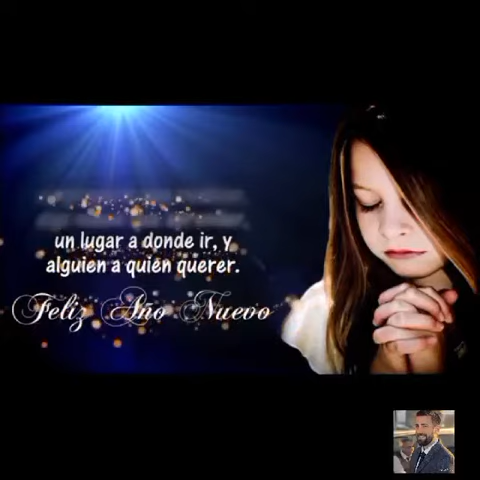 un lugar a donde ir, y
alguien a quien querer.
Feliz Año Nuevo